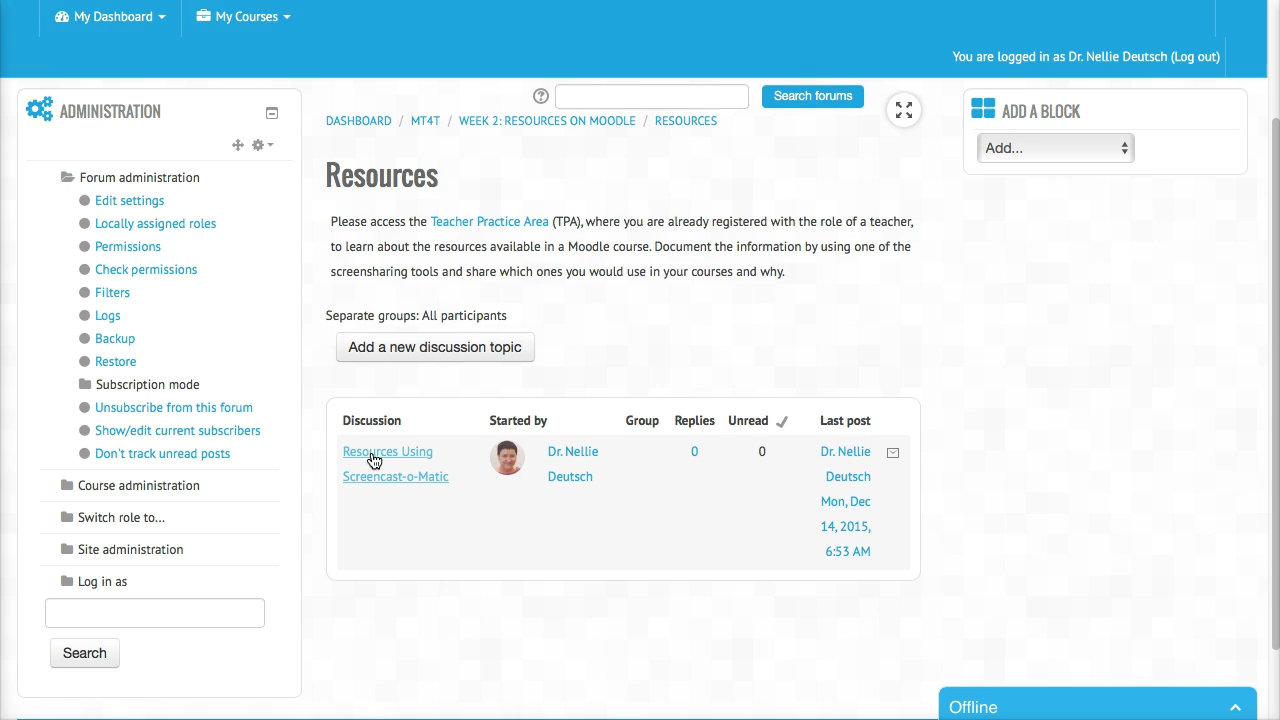 My Dashboard
My Courses
You are logged in as Dr. Nellie Deutsch (Log out)
ADMINISTRATION
Forum administration
Edit settings
Locally assigned roles
Permissions
Check permissions
Filters
Logs
Backup
Restore
Subscription mode
Unsubscribe from this forum
Show/edit current subscribers
Don't track unread posts
Course administration
Switch role to...
Site administration
Log in as
Search
?
Search forums
DASHBOARD / MT4T / WEEK 2: RESOURCES ON MOODLE / RESOURCES
Resources
Please access the Teacher Practice Area (TPA), where you are already registered with the role of a teacher,
to learn about the resources available in a Moodle course. Document the information by using one of the
screensharing tools and share which ones you would use in your courses and why.
Separate groups: All participants
Add a new discussion topic
Discussion Started by Group Replies Unread Last post
Resources Using Dr. Nellie 0 0 Dr. Nellie
Screencast-o-Matic Deutsch Deutsch
Mon, Dec
14, 2015,
6:53 AM
ADD A BLOCK
Add...
Offline